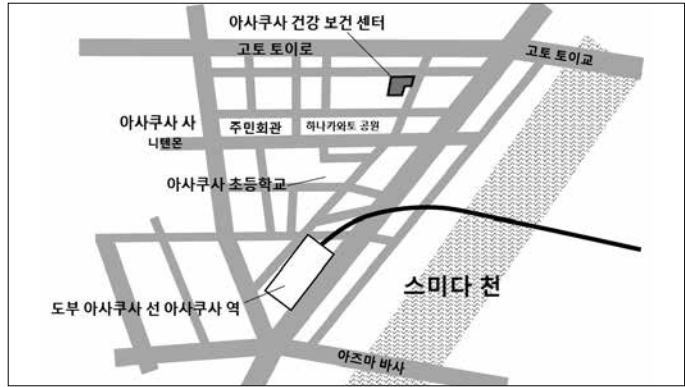 아사쿠사 건강 보건 센터
고토 토이로
고토 토이교
아사쿠사 사
니텐몬
주민회관
하나카와토 공원
아사쿠사 초등학교
스미다 천
도부 아사쿠사 선 아사쿠사 역
아즈마 바사